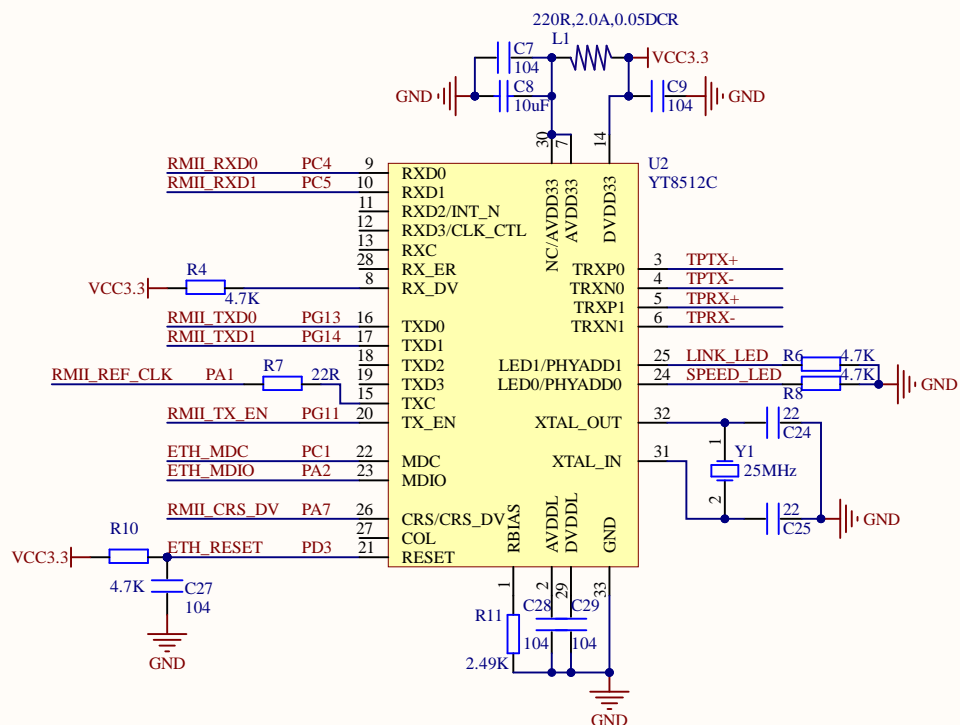 220R,2.0A,0.05DCR
L1
C7
104
VCC3.3
C8
10uF
C9
104
GND
GND
30
7
14
U2
YT8512C
RMII_RXD0 PC4 9 RXD0
RMII_RXD1 PC5 10 RXD1
11 RXD2/INT_N
12 RXD3/CLK_CTL
13 RXC
28 RX_ER
VCC3.3 R4 4.7K 8 RX_DV
RMII_TXD0 PG13 16 TXD0
RMII_TXD1 PG14 17 TXD1
18 TXD2
19 TXD3
RMII_REF_CLK PA1 R7 22R 15 TXC
RMII_TX_EN PG11 20 TX_EN
ETH_MDC PC1 22 MDC
ETH_MDIO PA2 23 MDIO
RMII_CRS_DV PA7 26 CRS/CRS_DV
27 COL
ETH_RESET PD3 21 RESET
NC/AVDD33
AVDD33
DVDD33
TRXP0 3 TPTX+
TRXN0 4 TPTX-
TRXP1 5 TPRX+
TRXN1 6 TPRX-
LED1/PHYADD1 25 LINK_LED R6 4.7K
LED0/PHYADD0 24 SPEED_LED R8 4.7K
GND
XTAL_OUT 32
XTAL_IN 31
22
C24
1
Y1
25MHz
2
22
C25
GND
RBIAS
AVDDL
DVDDL
GND
1
2
29
33
R10
VCC3.3
4.7K
C27
104
GND
R11
2.49K
C28
104
C29
104
GND